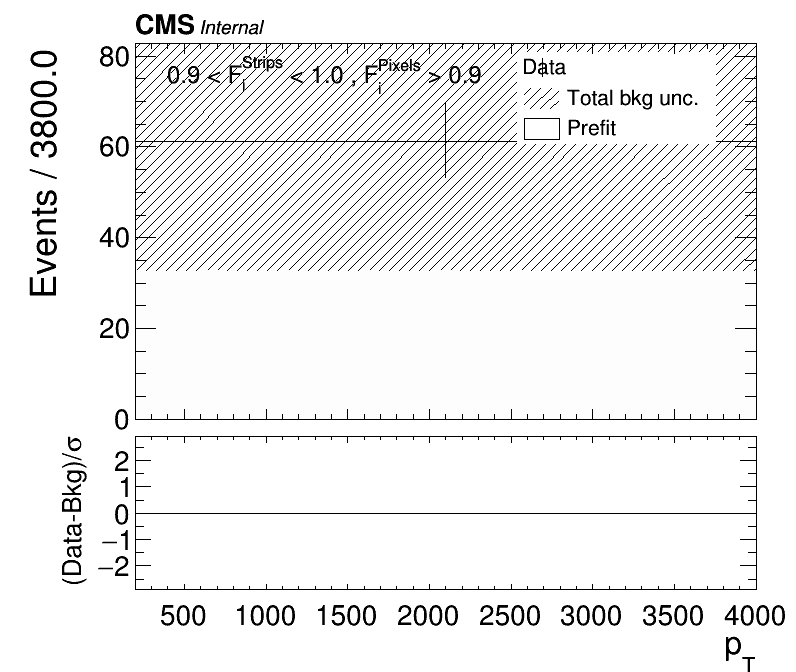 CMS Internal
Events / 3800.0
80
60
40
20
0
0.9 < F_i^Strips < 1.0 , F_i^Pixels > 0.9
Data
Total bkg unc.
Prefit
(Data-Bkg)/σ
2
1
0
−1
−2
500 1000 1500 2000 2500 3000 3500 4000
p_T